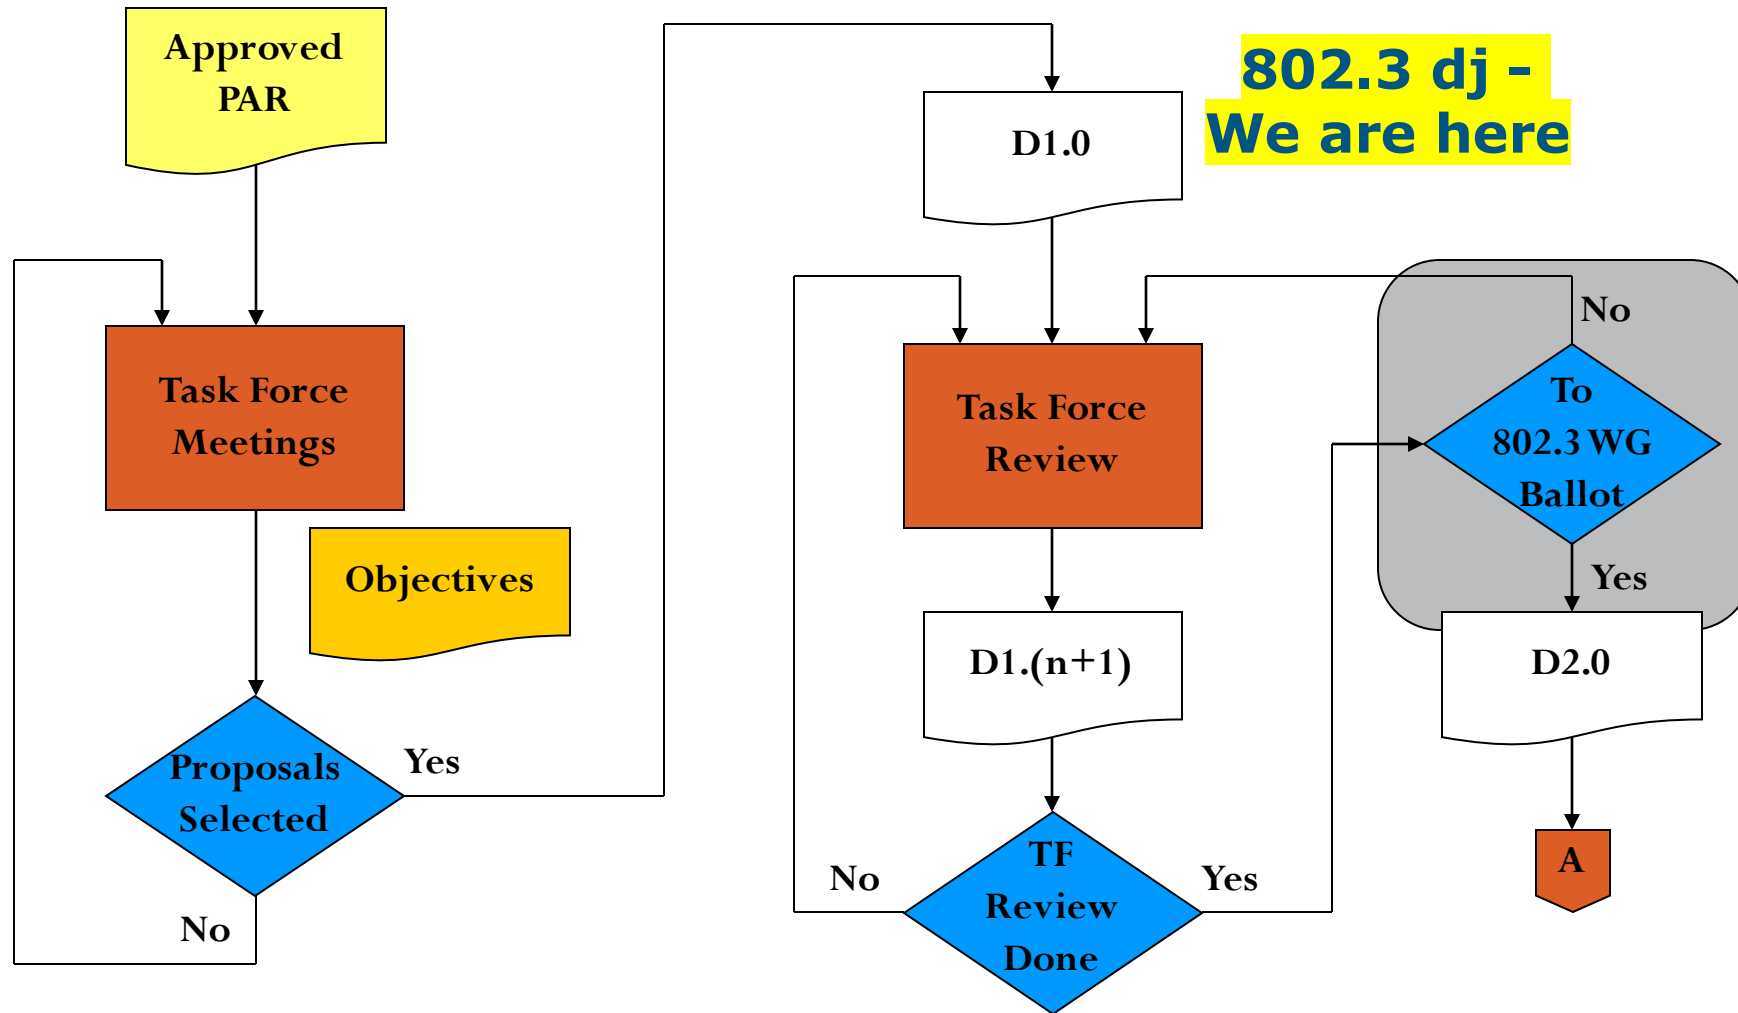 Approved
PAR
Task Force
Meetings
Objectives
Proposals
Selected
Yes
No
802.3 dj –
We are here
D1.0
Task Force
Review
D1.(n+1)
TF
Review
Done
No
Yes
No
To
802.3 WG
Ballot
Yes
D2.0
A